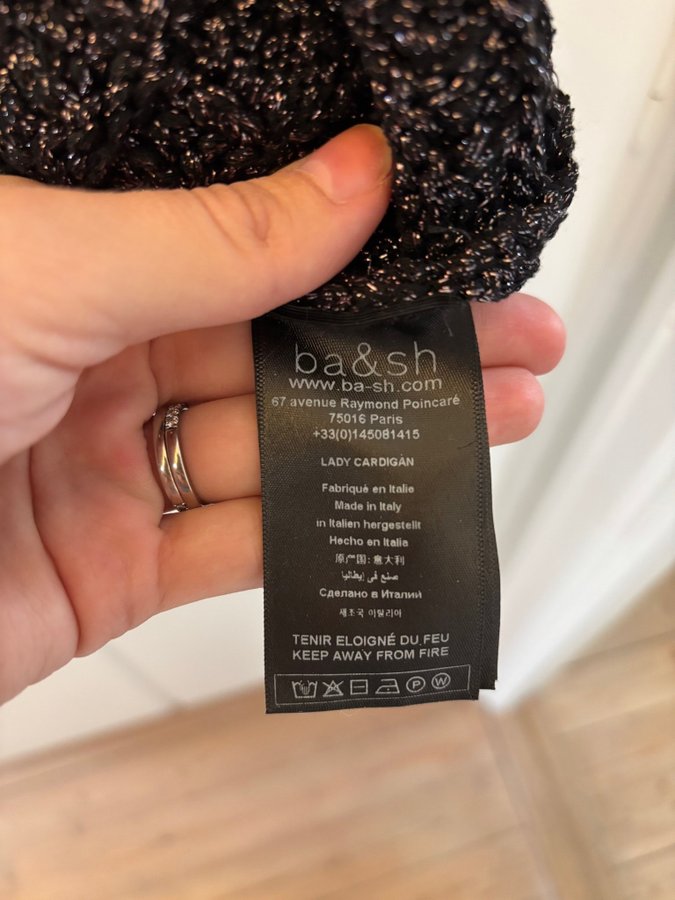 ba&sh
www.ba-sh.com
67 avenue Raymond Poincaré
75016 Paris
+33(0)145081415
LADY CARDIGAN
Fabriqué en Italie
Made in Italy
in Italien hergestellt
Hecho en Italia
原产国: 意大利
صنع في إيطاليا
Сделано в Италии
제조국 이탈리아
TENIR ELOIGNÉ DU FEU
KEEP AWAY FROM FIRE
P W